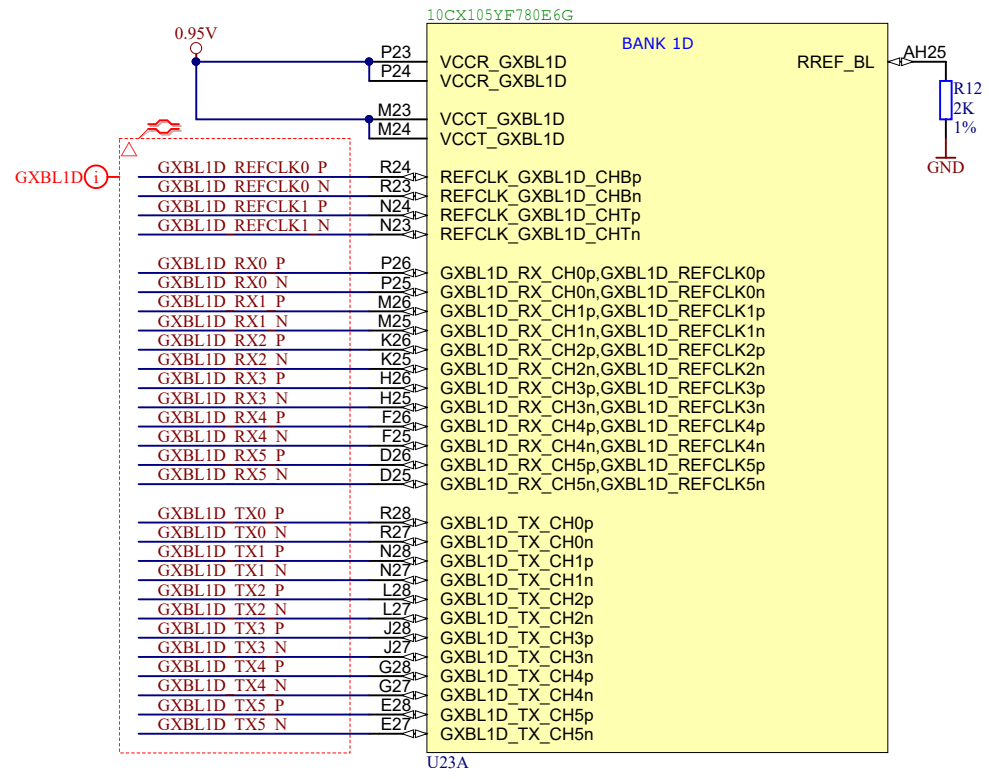 10CX105YF780E6G
0.95V
BANK 1D
P23 VCCR_GXBL1D
P24 VCCR_GXBL1D
RREF_BL AH25
M23 VCCT_GXBL1D
M24 VCCT_GXBL1D
R12
2K
1%
GND
GXBL1D i
GXBL1D_REFCLK0_P R24 REFCLK_GXBL1D_CHBp
GXBL1D_REFCLK0_N R23 REFCLK_GXBL1D_CHBn
GXBL1D_REFCLK1_P N24 REFCLK_GXBL1D_CHTp
GXBL1D_REFCLK1_N N23 REFCLK_GXBL1D_CHTn
GXBL1D_RX0_P P26 GXBL1D_RX_CH0p,GXBL1D_REFCLK0p
GXBL1D_RX0_N P25 GXBL1D_RX_CH0n,GXBL1D_REFCLK0n
GXBL1D_RX1_P M26 GXBL1D_RX_CH1p,GXBL1D_REFCLK1p
GXBL1D_RX1_N M25 GXBL1D_RX_CH1n,GXBL1D_REFCLK1n
GXBL1D_RX2_P K26 GXBL1D_RX_CH2p,GXBL1D_REFCLK2p
GXBL1D_RX2_N K25 GXBL1D_RX_CH2n,GXBL1D_REFCLK2n
GXBL1D_RX3_P H26 GXBL1D_RX_CH3p,GXBL1D_REFCLK3p
GXBL1D_RX3_N H25 GXBL1D_RX_CH3n,GXBL1D_REFCLK3n
GXBL1D_RX4_P F26 GXBL1D_RX_CH4p,GXBL1D_REFCLK4p
GXBL1D_RX4_N F25 GXBL1D_RX_CH4n,GXBL1D_REFCLK4n
GXBL1D_RX5_P D26 GXBL1D_RX_CH5p,GXBL1D_REFCLK5p
GXBL1D_RX5_N D25 GXBL1D_RX_CH5n,GXBL1D_REFCLK5n
GXBL1D_TX0_P R28 GXBL1D_TX_CH0p
GXBL1D_TX0_N R27 GXBL1D_TX_CH0n
GXBL1D_TX1_P N28 GXBL1D_TX_CH1p
GXBL1D_TX1_N N27 GXBL1D_TX_CH1n
GXBL1D_TX2_P L28 GXBL1D_TX_CH2p
GXBL1D_TX2_N L27 GXBL1D_TX_CH2n
GXBL1D_TX3_P J28 GXBL1D_TX_CH3p
GXBL1D_TX3_N J27 GXBL1D_TX_CH3n
GXBL1D_TX4_P G28 GXBL1D_TX_CH4p
GXBL1D_TX4_N G27 GXBL1D_TX_CH4n
GXBL1D_TX5_P E28 GXBL1D_TX_CH5p
GXBL1D_TX5_N E27 GXBL1D_TX_CH5n
U23A